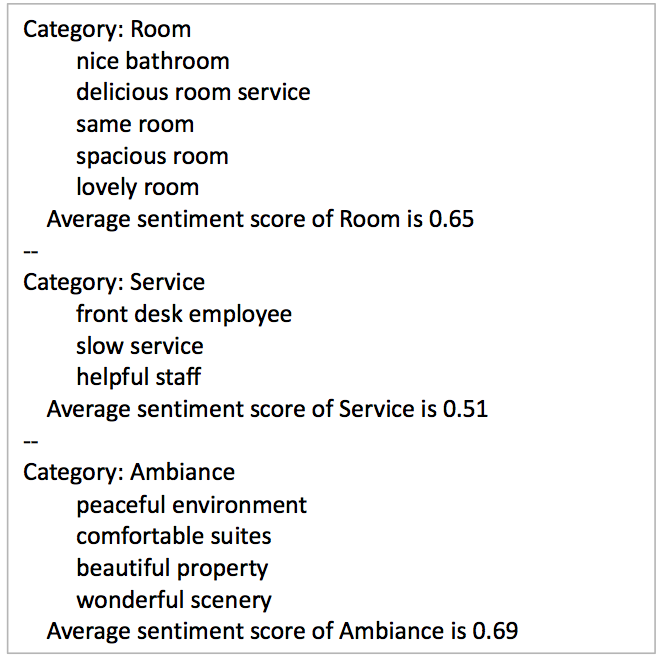 Category: Room
nice bathroom
delicious room service
same room
spacious room
lovely room
Average sentiment score of Room is 0.65
--
Category: Service
front desk employee
slow service
helpful staff
Average sentiment score of Service is 0.51
--
Category: Ambiance
peaceful environment
comfortable suites
beautiful property
wonderful scenery
Average sentiment score of Ambiance is 0.69